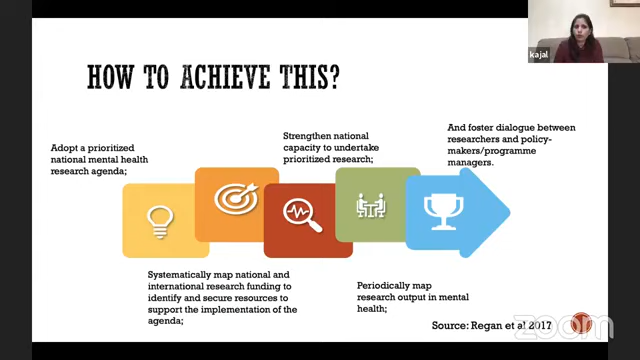 kajal
HOW TO ACHIEVE THIS?
Adopt a prioritized
national mental health
research agenda;
Systematically map national and
international research funding to
identify and secure resources to
support the implementation of the
agenda;
Strengthen national
capacity to undertake
prioritized research;
Periodically map
research output in mental
health;
And foster dialogue between
researchers and policy-
makers/programme
managers.
Source: Regan et al 2017
zoom